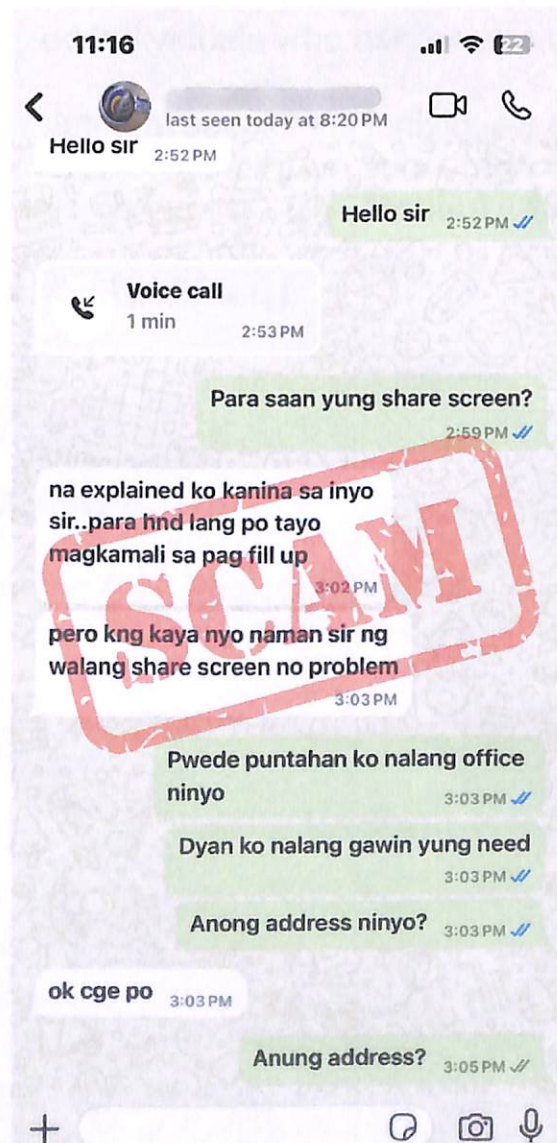 11:16
22
last seen today at 8:20 PM
Hello sir 2:52 PM
Hello sir 2:52 PM
Voice call
1 min 2:53 PM
Para saan yung share screen?
2:59 PM
na explained ko kanina sa inyo
sir..para hnd lang po tayo
magkamali sa pag fill up
3:02 PM
SCAM
pero kng kaya nyo naman sir ng
walang share screen no problem
3:03 PM
Pwede puntahan ko nalang office
ninyo 3:03 PM
Dyan ko nalang gawin yung need
3:03 PM
Anong address ninyo? 3:03 PM
ok cge po 3:03 PM
Anung address? 3:05 PM